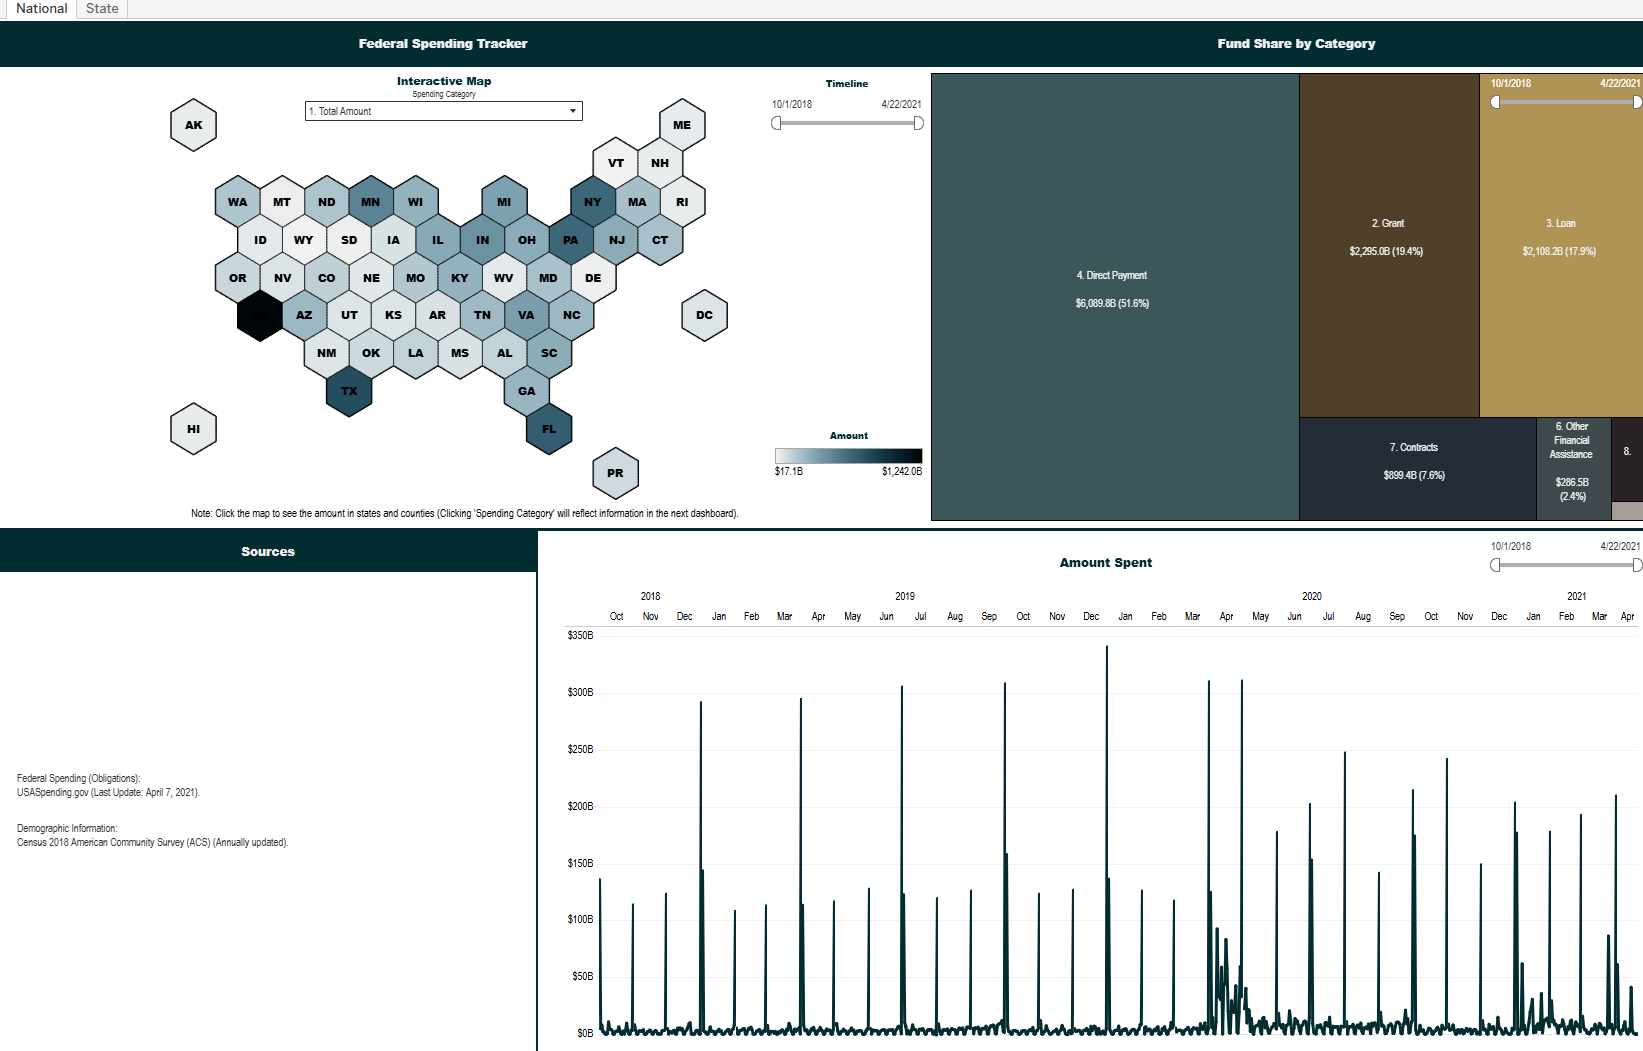 National
State
Federal Spending Tracker
Fund Share by Category
Interactive Map
Spending Category
1. Total Amount
Timeline
10/1/2018
4/22/2021
AK
ME
VT
NH
WA
MT
ND
MN
WI
MI
NY
MA
RI
ID
WY
SD
IA
IL
IN
OH
PA
NJ
CT
OR
NV
CO
NE
MO
KY
WV
MD
DE
AZ
UT
KS
AR
TN
VA
NC
DC
NM
OK
LA
MS
AL
SC
TX
GA
HI
FL
PR
Amount
$17.1B
$1,242.0B
Note: Click the map to see the amount in states and counties (Clicking 'Spending Category' will reflect information in the next dashboard).
10/1/2018
4/22/2021
4. Direct Payment
$6,089.8B (51.6%)
2. Grant
$2,295.0B (19.4%)
3. Loan
$2,108.2B (17.9%)
7. Contracts
$899.4B (7.6%)
6. Other
Financial
Assistance
$286.5B
(2.4%)
8.
Sources
Federal Spending (Obligations):
USASpending.gov (Last Update: April 7, 2021).
Demographic Information:
Census 2018 American Community Survey (ACS) (Annually updated).
Amount Spent
10/1/2018
4/22/2021
2018
2019
2020
2021
Oct Nov Dec Jan Feb Mar Apr May Jun Jul Aug Sep Oct Nov Dec Jan Feb Mar Apr May Jun Jul Aug Sep Oct Nov Dec Jan Feb Mar Apr
$350B
$300B
$250B
$200B
$150B
$100B
$50B
$0B